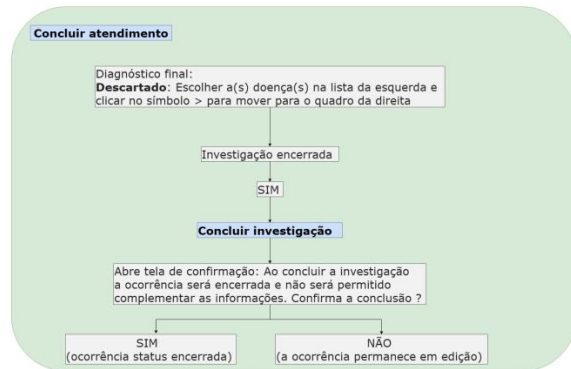 Concluir atendimento
Diagnóstico final:
Descartado: Escolher a(s) doença(s) na lista da esquerda e
clicar no símbolo > para mover para o quadro da direita
Investigação encerrada
SIM
Concluir investigação
Abre tela de confirmação: Ao concluir a investigação
a ocorrência será encerrada e não será permitido
complementar as informações. Confirma a conclusão ?
SIM
(ocorrência status encerrada)
NÃO
(a ocorrência permanece em edição)